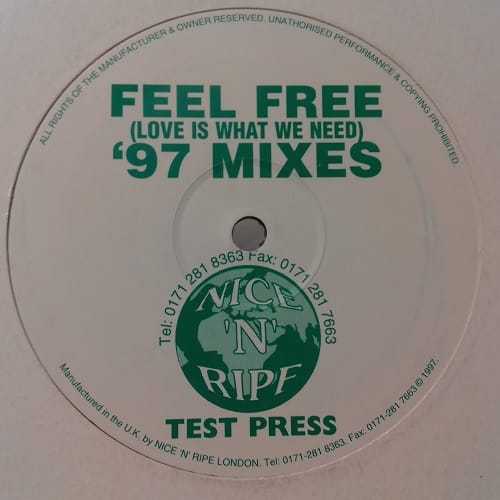 ALL RIGHTS OF THE MANUFACTURER & OWNER RESERVED, UNATHORISED PERFORMANCE & COPYING PROHIBITED.
FEEL FREE
(LOVE IS WHAT WE NEED)
‘97 MIXES
Tel: 0171 281 8363 Fax: 0171 281 7663
NICE
'N'
RIPE
TEST PRESS
Manufactured in the U.K. by NICE 'N' RIPE LONDON. Tel: 0171-281 8363, Fax: 0171-281 7663 © 1997.